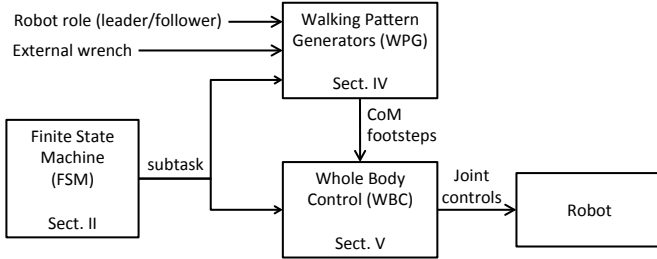 Robot role (leader/follower)
External wrench
Walking Pattern
Generators (WPG)
Sect. IV
CoM
footsteps
Finite State
Machine
(FSM)
Sect. II
subtask
Whole Body
Control (WBC)
Sect. V
Joint
controls
Robot